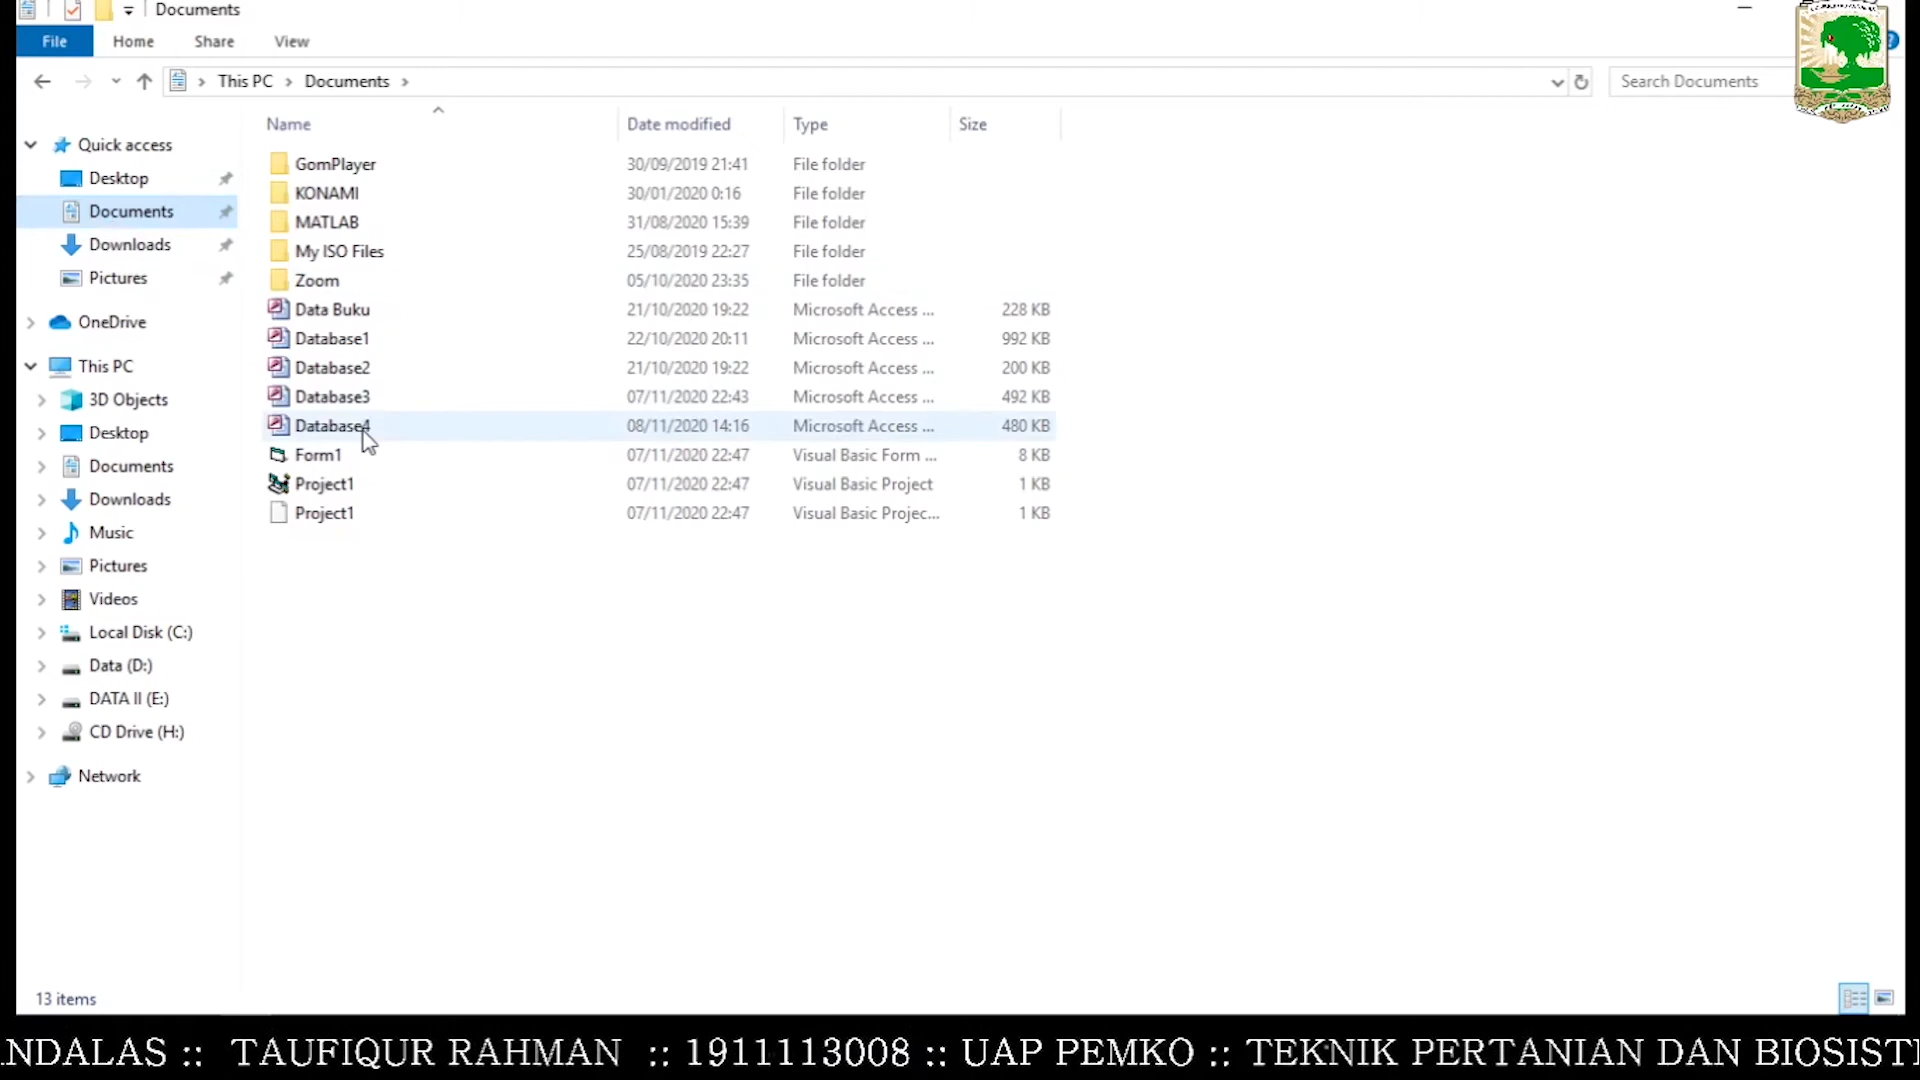 Documents
File Home Share View
This PC Documents
Search Documents
Name Date modified Type Size
Quick access
Desktop
Documents
Downloads
Pictures
OneDrive
This PC
3D Objects
Desktop
Documents
Downloads
Music
Pictures
Videos
Local Disk (C:)
Data (D:)
DATA II (E:)
CD Drive (H:)
Network
GomPlayer 30/09/2019 21:41 File folder
KONAMI 30/01/2020 0:16 File folder
MATLAB 31/08/2020 15:39 File folder
My ISO Files 25/08/2019 22:27 File folder
Zoom 05/10/2020 23:35 File folder
Data Buku 21/10/2020 19:22 Microsoft Access ... 228 KB
Database1 22/10/2020 20:11 Microsoft Access ... 992 KB
Database2 21/10/2020 19:22 Microsoft Access ... 200 KB
Database3 07/11/2020 22:43 Microsoft Access ... 492 KB
Database4 08/11/2020 14:16 Microsoft Access ... 480 KB
Form1 07/11/2020 22:47 Visual Basic Form ... 8 KB
Project1 07/11/2020 22:47 Visual Basic Project 1 KB
Project1 07/11/2020 22:47 Visual Basic Projec... 1 KB
13 items
ANDALAS :: TAUFIQUR RAHMAN :: 1911113008 :: UAP PEMKO :: TEKNIK PERTANIAN DAN BIOSIST